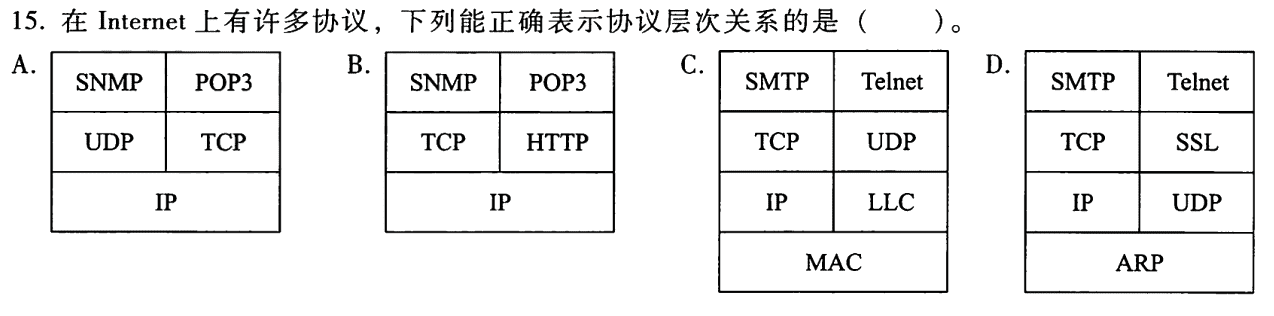 15. 在 Internet 上有许多协议，下列能正确表示协议层次关系的是（　　）。
A. B. C. D.
SNMP POP3 SNMP POP3 SMTP Telnet SMTP Telnet
UDP TCP TCP HTTP TCP UDP TCP SSL
IP IP IP LLC IP UDP
MAC ARP